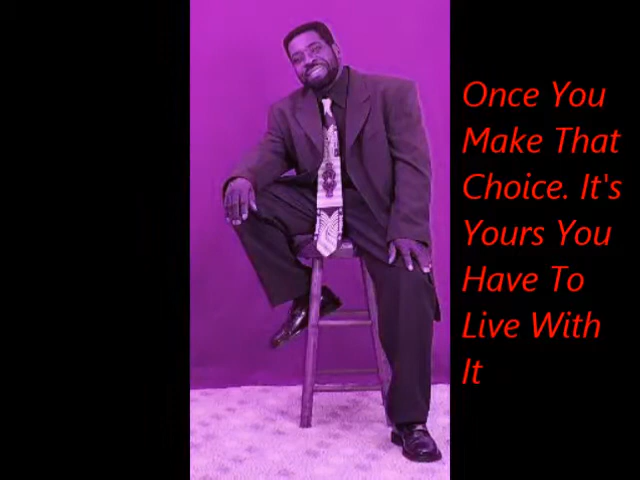 Once You
Make That
Choice. It's
Yours You
Have To
Live With
It